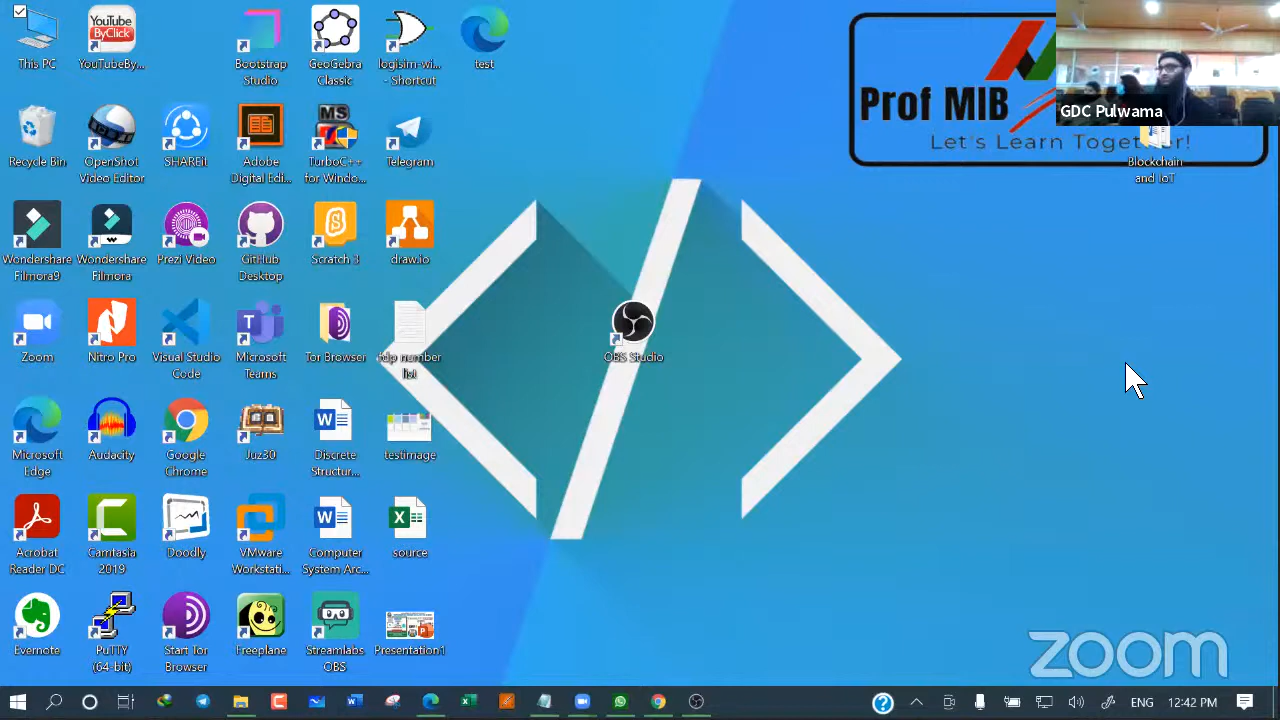 This PC
YouTubeBy...
Bootstrap
Studio
GeoGebra
Classic
logisim-wi...
- Shortcut
test
YouTube
ByClick
Prof MIB
Let's Learn Together!
GDC Pulwama
Recycle Bin
OpenShot
Video Editor
SHAREit
Adobe
Digital Edi...
MS
TurboC++
for Windo...
Telegram
Blockchain
and IoT
Wondershare
Filmora9
Wondershare
Filmora
Prezi Video
GitHub
Desktop
Scratch 3
draw.io
Zoom
Nitro Pro
Visual Studio
Code
Microsoft
Teams
Tor Browser
fdp number
list
OBS Studio
Microsoft
Edge
Audacity
Google
Chrome
Juz30
Discrete
Structur...
testimage
Acrobat
Reader DC
Camtasia
2019
Doodly
VMware
Workstati...
Computer
System Arc...
source
Evernote
PuTTY
(64-bit)
Start Tor
Browser
Freeplane
Streamlabs
OBS
Presentation1
zoom
ENG
12:42 PM